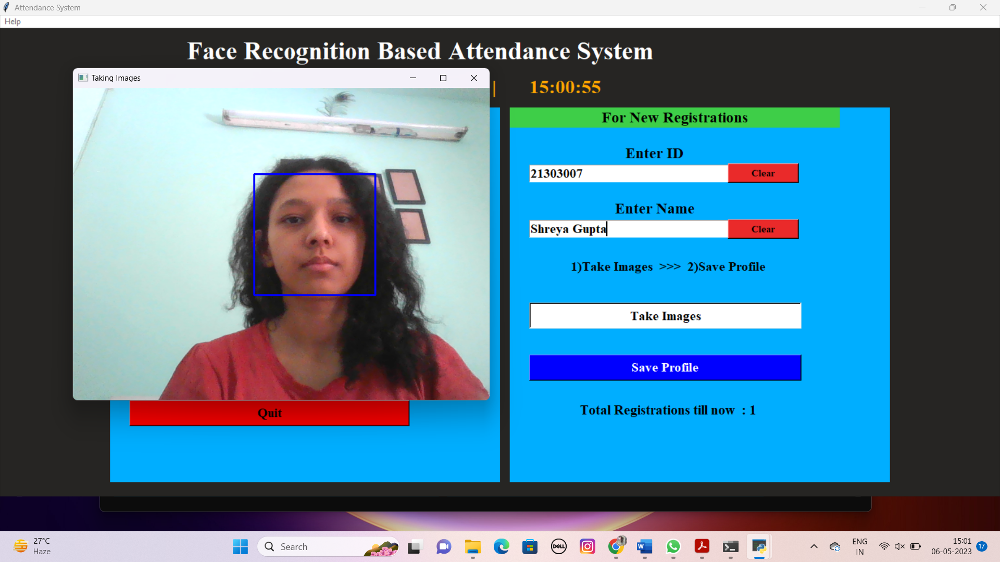 Attendance System
Help
Face Recognition Based Attendance System
Taking Images
| 15:00:55
For New Registrations
Enter ID
21303007 Clear
Enter Name
Shreya Gupta Clear
1)Take Images >>> 2)Save Profile
Take Images
Save Profile
Total Registrations till now : 1
Quit
27°C
Haze
Search
DELL
W
ENG
IN
15:01
06-05-2023
17